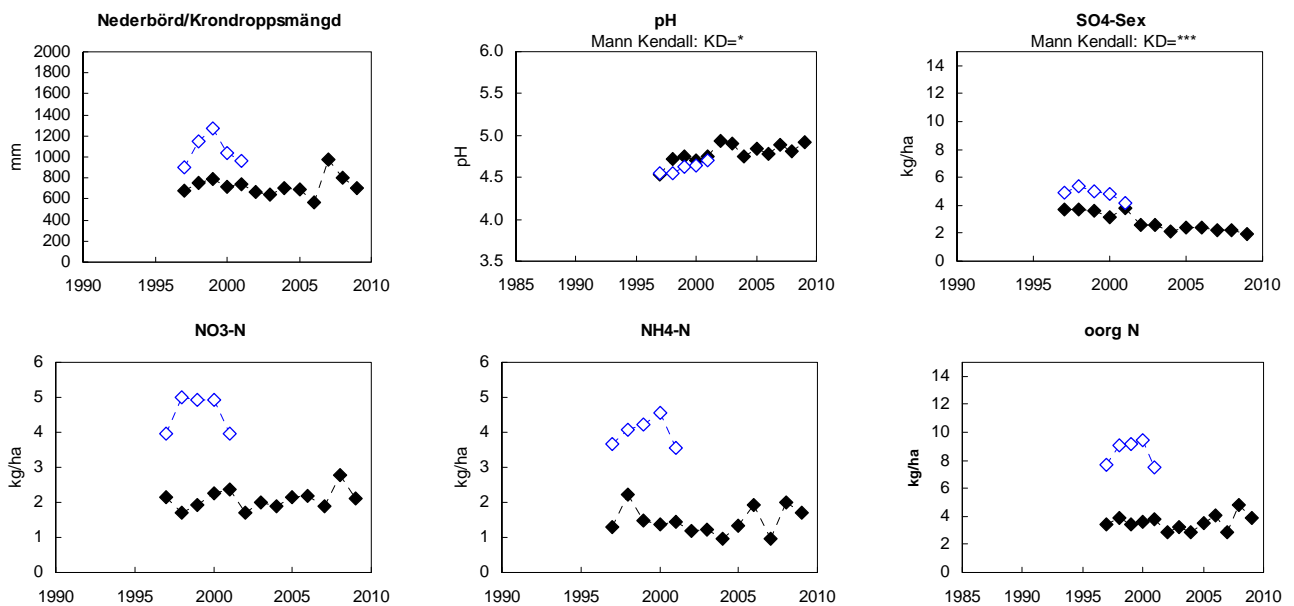 Nederbörd/Krondroppsmängd
2000
1800
1600
1400
1200
1000
800
600
400
200
0
mm
1990 1995 2000 2005 2010
pH
Mann Kendall: KD=*
6.0
5.5
5.0
4.5
4.0
3.5
pH
1985 1990 1995 2000 2005 2010
SO4-Sex
Mann Kendall: KD=***
14
12
10
8
6
4
2
0
kg/ha
1990 1995 2000 2005 2010
NO3-N
6
5
4
3
2
1
0
kg/ha
1990 1995 2000 2005 2010
NH4-N
6
5
4
3
2
1
0
kg/ha
1990 1995 2000 2005 2010
oorg N
14
12
10
8
6
4
2
0
kg/ha
1985 1990 1995 2000 2005 2010